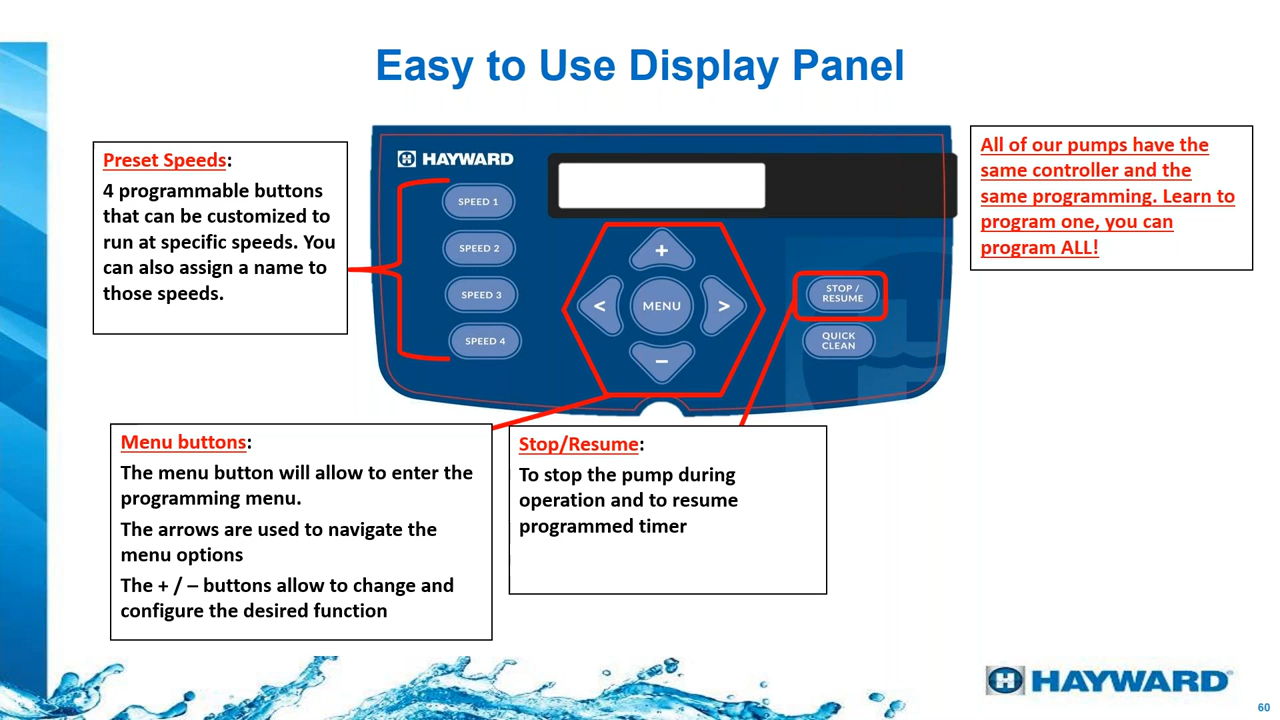 Easy to Use Display Panel
Preset Speeds:
4 programmable buttons
that can be customized to
run at specific speeds. You
can also assign a name to
those speeds.
HAYWARD
SPEED 1
SPEED 2
SPEED 3
SPEED 4
+
<
MENU
>
−
STOP /
RESUME
QUICK
CLEAN
All of our pumps have the
same controller and the
same programming. Learn to
program one, you can
program ALL!
Menu buttons:
The menu button will allow to enter the
programming menu.
The arrows are used to navigate the
menu options
The + / – buttons allow to change and
configure the desired function
Stop/Resume:
To stop the pump during
operation and to resume
programmed timer
HAYWARD®
60